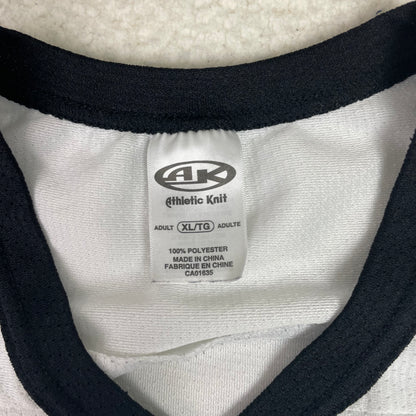 AK
Athletic Knit
ADULT XL/TG ADULTE
100% POLYESTER
MADE IN CHINA
FABRIQUE EN CHINE
CA01635